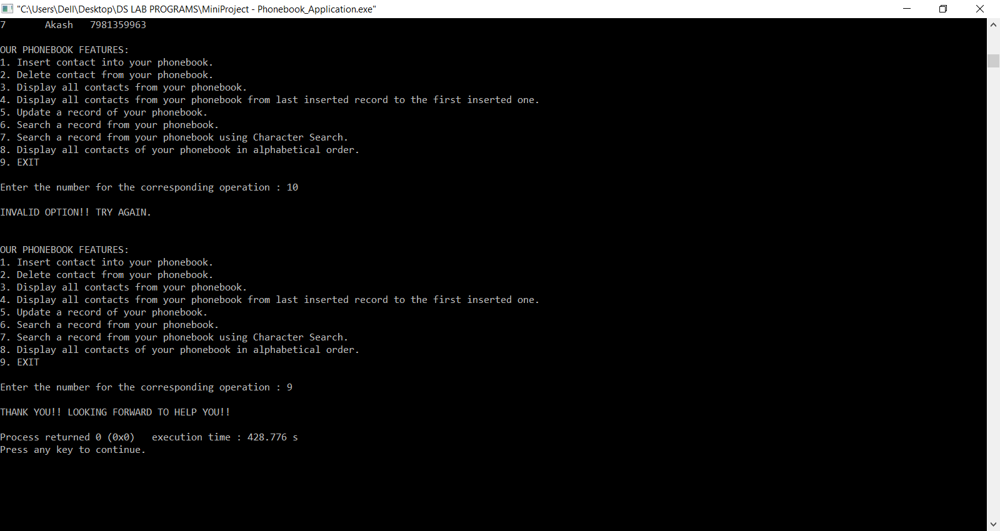 "C:\Users\Dell\Desktop\DS LAB PROGRAMS\MiniProject - Phonebook_Application.exe"
7       Akash   7981359963
OUR PHONEBOOK FEATURES:
1. Insert contact into your phonebook.
2. Delete contact from your phonebook.
3. Display all contacts from your phonebook.
4. Display all contacts from your phonebook from last inserted record to the first inserted one.
5. Update a record of your phonebook.
6. Search a record from your phonebook.
7. Search a record from your phonebook using Character Search.
8. Display all contacts of your phonebook in alphabetical order.
9. EXIT
Enter the number for the corresponding operation : 10
INVALID OPTION!! TRY AGAIN.
OUR PHONEBOOK FEATURES:
1. Insert contact into your phonebook.
2. Delete contact from your phonebook.
3. Display all contacts from your phonebook.
4. Display all contacts from your phonebook from last inserted record to the first inserted one.
5. Update a record of your phonebook.
6. Search a record from your phonebook.
7. Search a record from your phonebook using Character Search.
8. Display all contacts of your phonebook in alphabetical order.
9. EXIT
Enter the number for the corresponding operation : 9
THANK YOU!! LOOKING FORWARD TO HELP YOU!!
Process returned 0 (0x0)   execution time : 428.776 s
Press any key to continue.